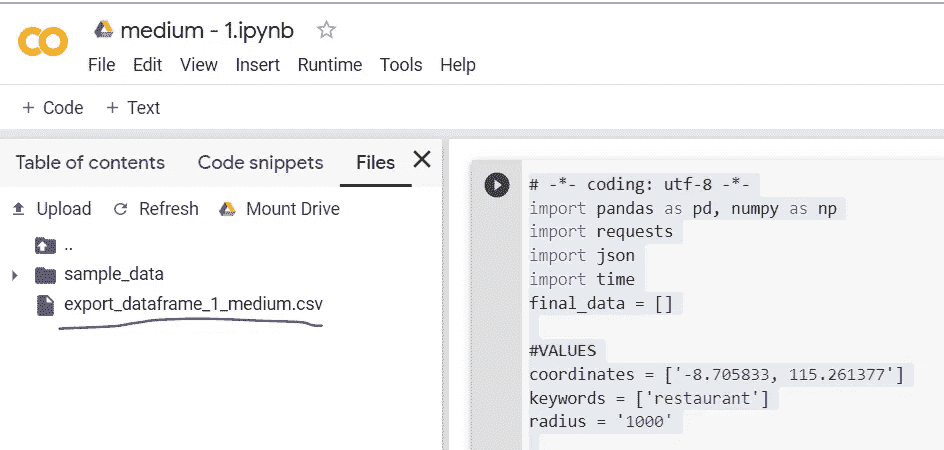 medium - 1.ipynb
File Edit View Insert Runtime Tools Help
+ Code + Text
Table of contents Code snippets Files
Upload Refresh Mount Drive
..
sample_data
export_dataframe_1_medium.csv
# -*- coding: utf-8 -*-
import pandas as pd, numpy as np
import requests
import json
import time
final_data = []
#VALUES
coordinates = ['-8.705833, 115.261377']
keywords = ['restaurant']
radius = '1000'